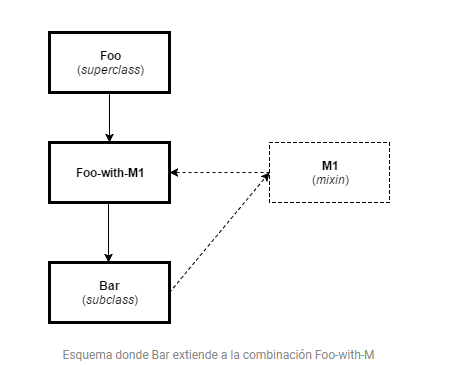 Foo
(superclass)
Foo-with-M1
M1
(mixin)
Bar
(subclass)
Esquema donde Bar extiende a la combinación Foo-with-M